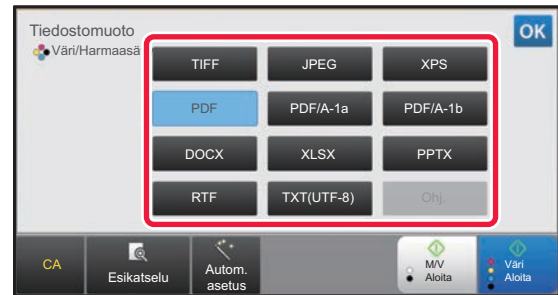 Tiedostomuoto
OK
Väri/Harmaasä
TIFF
JPEG
XPS
PDF
PDF/A-1a
PDF/A-1b
DOCX
XLSX
PPTX
RTF
TXT(UTF-8)
Ohj.
CA
Esikatselu
Autom.
asetus
M/V
Aloita
Väri
Aloita